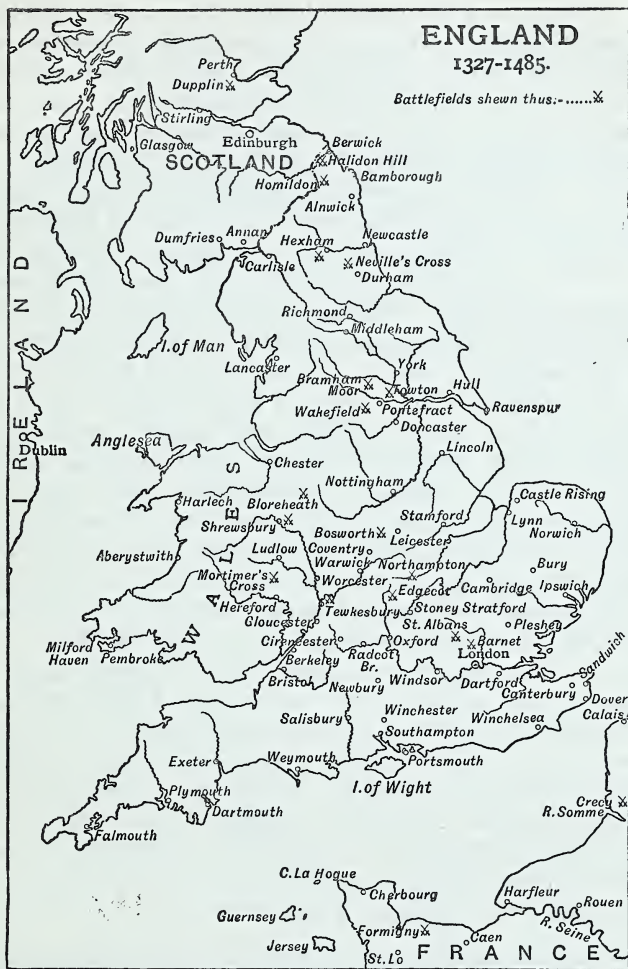 ENGLAND
1327-1485.
Battlefields shewn thus:-......
Perth
Dupplin
Stirling
Edinburgh
Glasgow
SCOTLAND
Berwick
Halidon Hill
Homildon
Bamborough
Alnwick
Dumfries
Annan
Hexham
Newcastle
Carlisle
Neville's Cross
Durham
IRELAND
Richmond
Middleham
I. of Man
Lancaster
York
Bramham
Moor
Towton
Hull
Wakefield
Pontefract
Ravenspur
Doncaster
Dublin
Anglesea
Lincoln
Chester
WALES
Nottingham
Harlech
Bloreheath
Castle Rising
Shrewsbury
Stamford
Lynn
Norwich
Bosworth
Leicester
Aberystwith
Ludlow
Coventry
Warwick
Northampton
Bury
Mortimer's
Cross
Worcester
Edgecot
Cambridge
Ipswich
Hereford
Tewkesbury
Stoney Stratford
Gloucester
St. Albans
Pleshey
Milford
Haven
Pembroke
Cirencester
Oxford
Barnet
Berkeley
Radcot
Br.
London
Sandwich
Bristol
Windsor
Dartford
Newbury
Canterbury
Dover
Salisbury
Winchester
Winchelsea
Calais
Southampton
Exeter
Weymouth
Portsmouth
I. of Wight
Plymouth
Dartmouth
Crecy
R. Somme
Falmouth
C. La Hogue
Cherbourg
Harfleur
Rouen
Guernsey
R. Seine
Formigny
Jersey
Caen
St. Lo
FRANCE